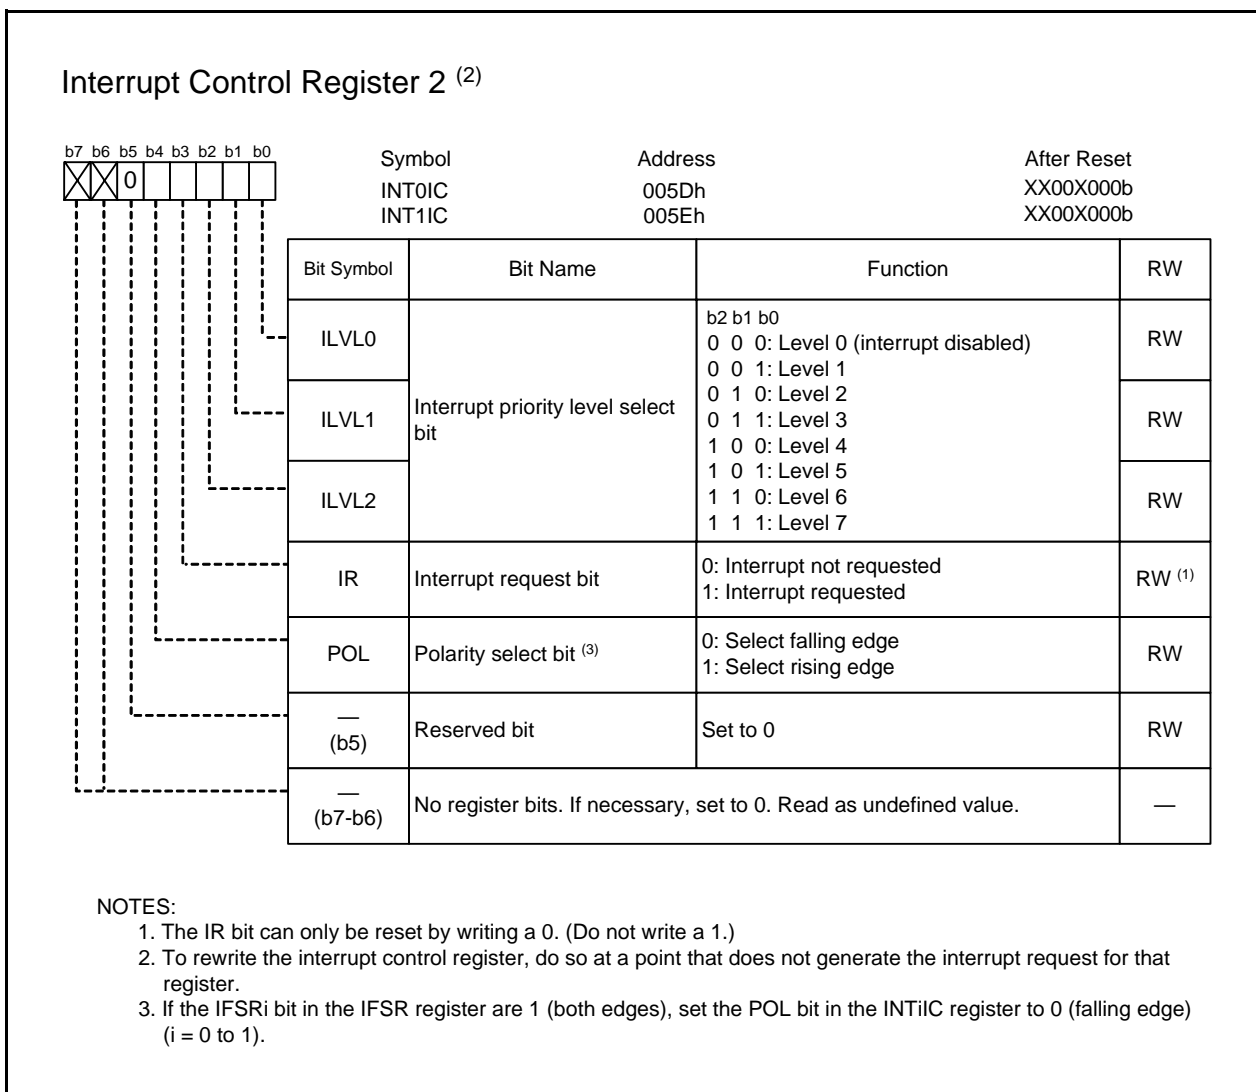 Interrupt Control Register 2 (2)
b7 b6 b5 b4 b3 b2 b1 b0
0
Symbol Address After Reset
INT0IC 005Dh XX00X000b
INT1IC 005Eh XX00X000b
Bit Symbol Bit Name Function RW
b2 b1 b0
ILVL0 RW
0 0 0: Level 0 (interrupt disabled)
0 0 1: Level 1
0 1 0: Level 2
ILVL1 Interrupt priority level select RW
bit
0 1 1: Level 3
1 0 0: Level 4
1 0 1: Level 5
ILVL2 RW
1 1 0: Level 6
1 1 1: Level 7
IR Interrupt request bit RW (1)
0: Interrupt not requested
1: Interrupt requested
POL Polarity select bit (3) RW
0: Select falling edge
1: Select rising edge
—
(b5) Reserved bit Set to 0 RW
—
(b7-b6) No register bits. If necessary, set to 0. Read as undefined value. —
NOTES:
1. The IR bit can only be reset by writing a 0. (Do not write a 1.)
2. To rewrite the interrupt control register, do so at a point that does not generate the interrupt request for that
register.
3. If the IFSRi bit in the IFSR register are 1 (both edges), set the POL bit in the INTiIC register to 0 (falling edge)
(i = 0 to 1).